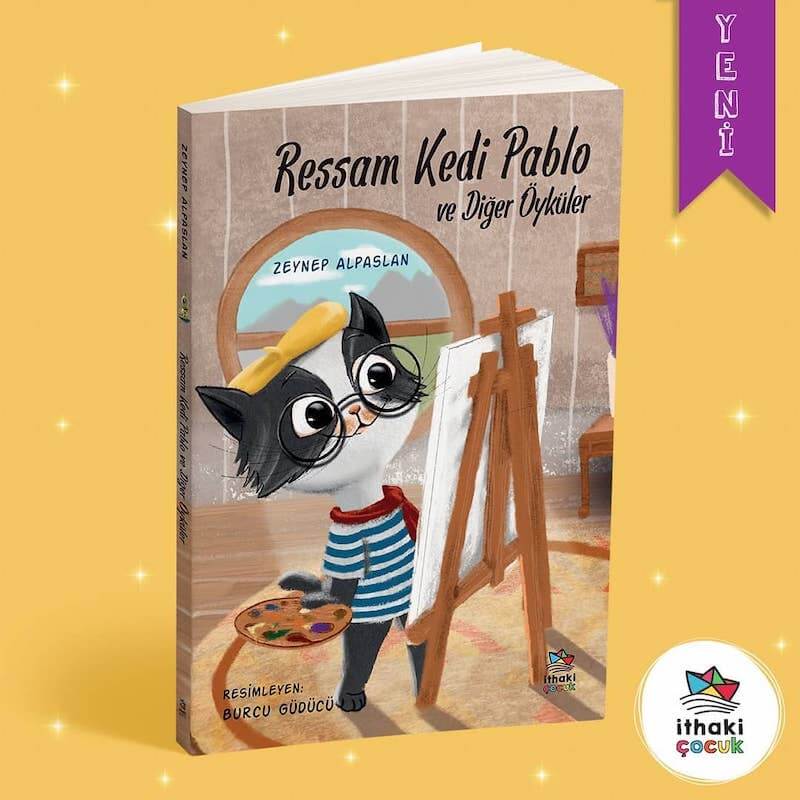 YENİ
Ressam Kedi Pablo
ve Diğer Öyküler
ZEYNEP ALPASLAN
ZEYNEP ALPASLAN
Ressam Kedi Pablo ve Diğer Öyküler
RESİMLEYEN:
BURCU GÜDÜCÜ
ithaki
çocuk
ithaki
çocuk